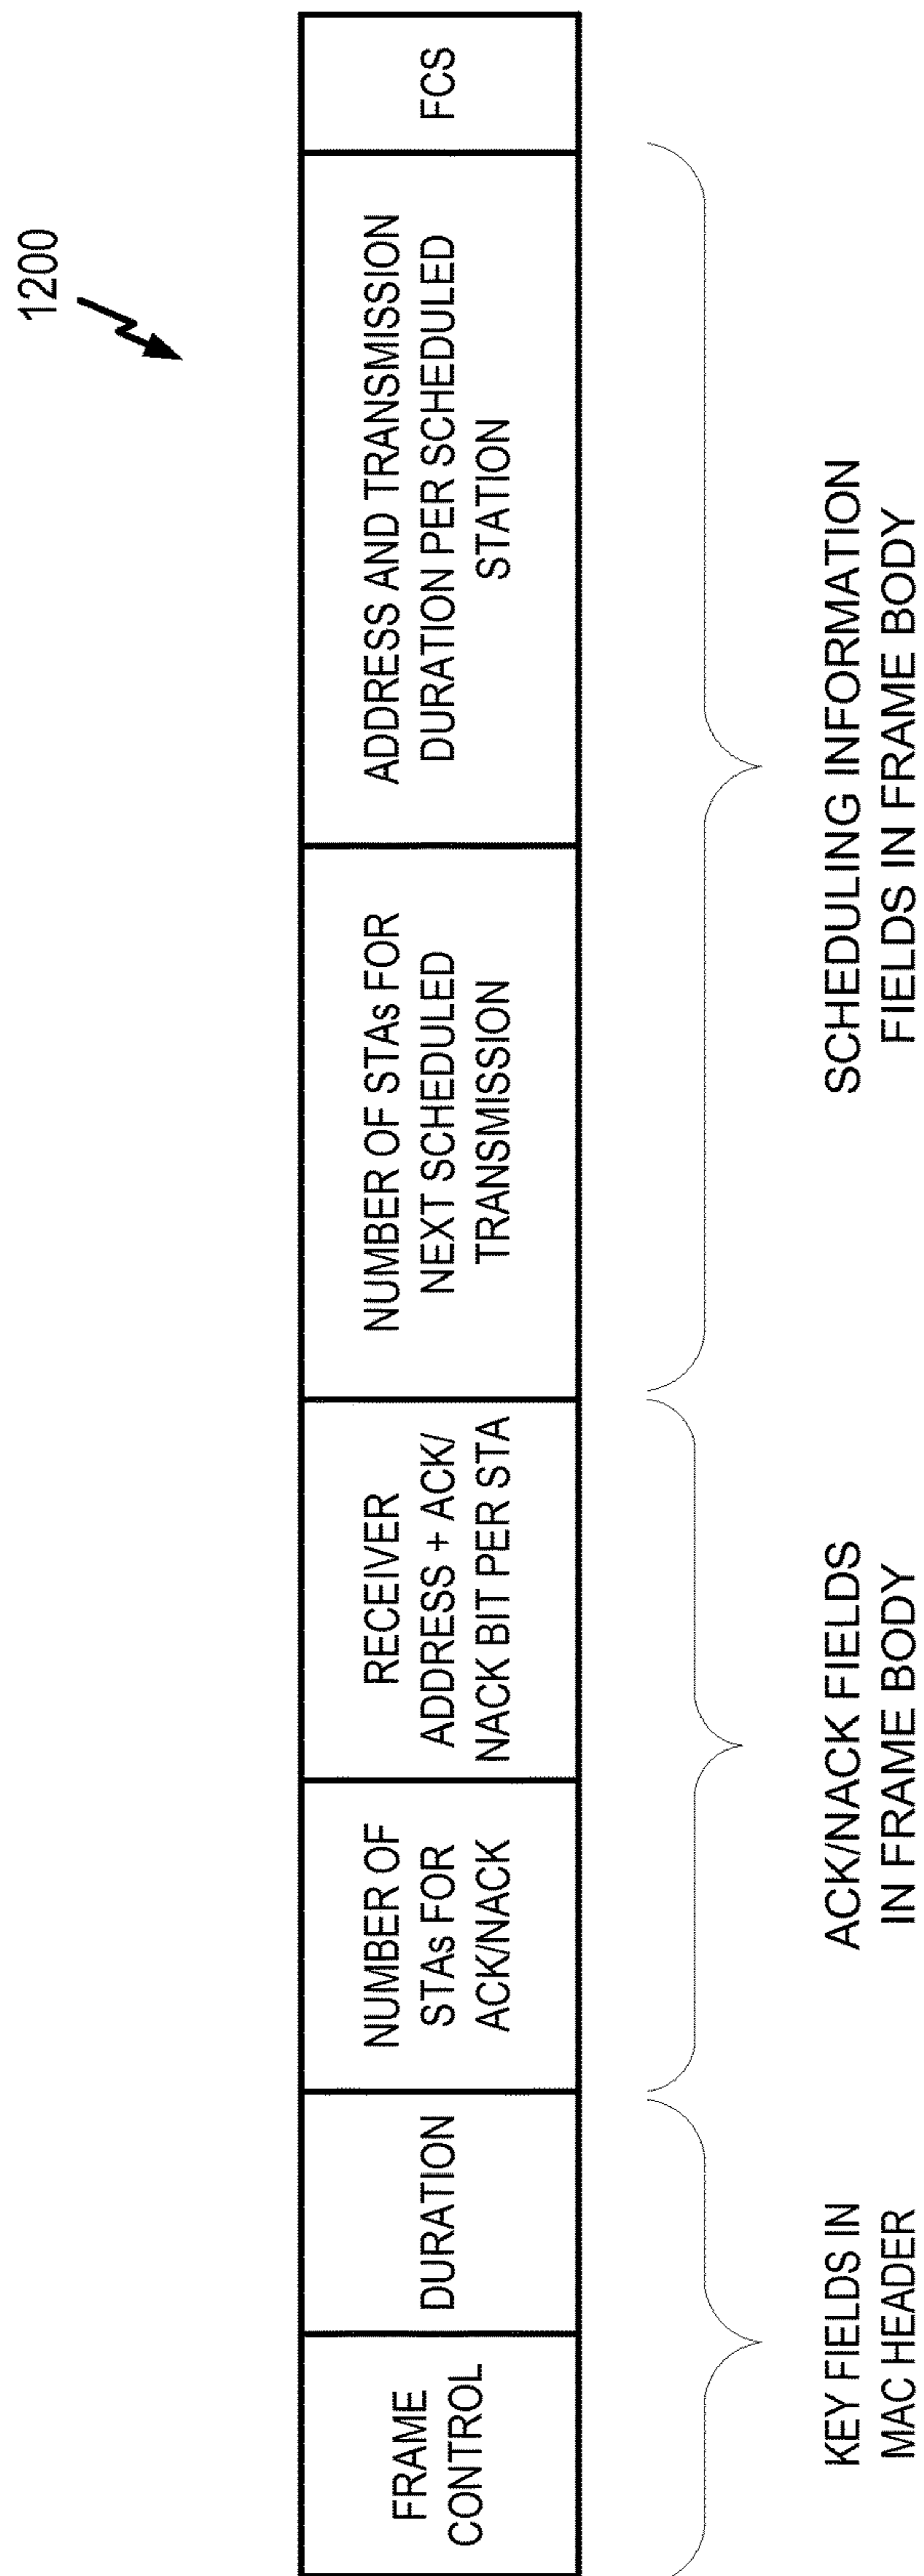 1200
FRAME
CONTROL
DURATION
NUMBER OF
STAs FOR
ACK/NACK
RECEIVER
ADDRESS + ACK/
NACK BIT PER STA
NUMBER OF STAs FOR
NEXT SCHEDULED
TRANSMISSION
ADDRESS AND TRANSMISSION
DURATION PER SCHEDULED
STATION
FCS
KEY FIELDS IN
MAC HEADER
ACK/NACK FIELDS
IN FRAME BODY
SCHEDULING INFORMATION
FIELDS IN FRAME BODY